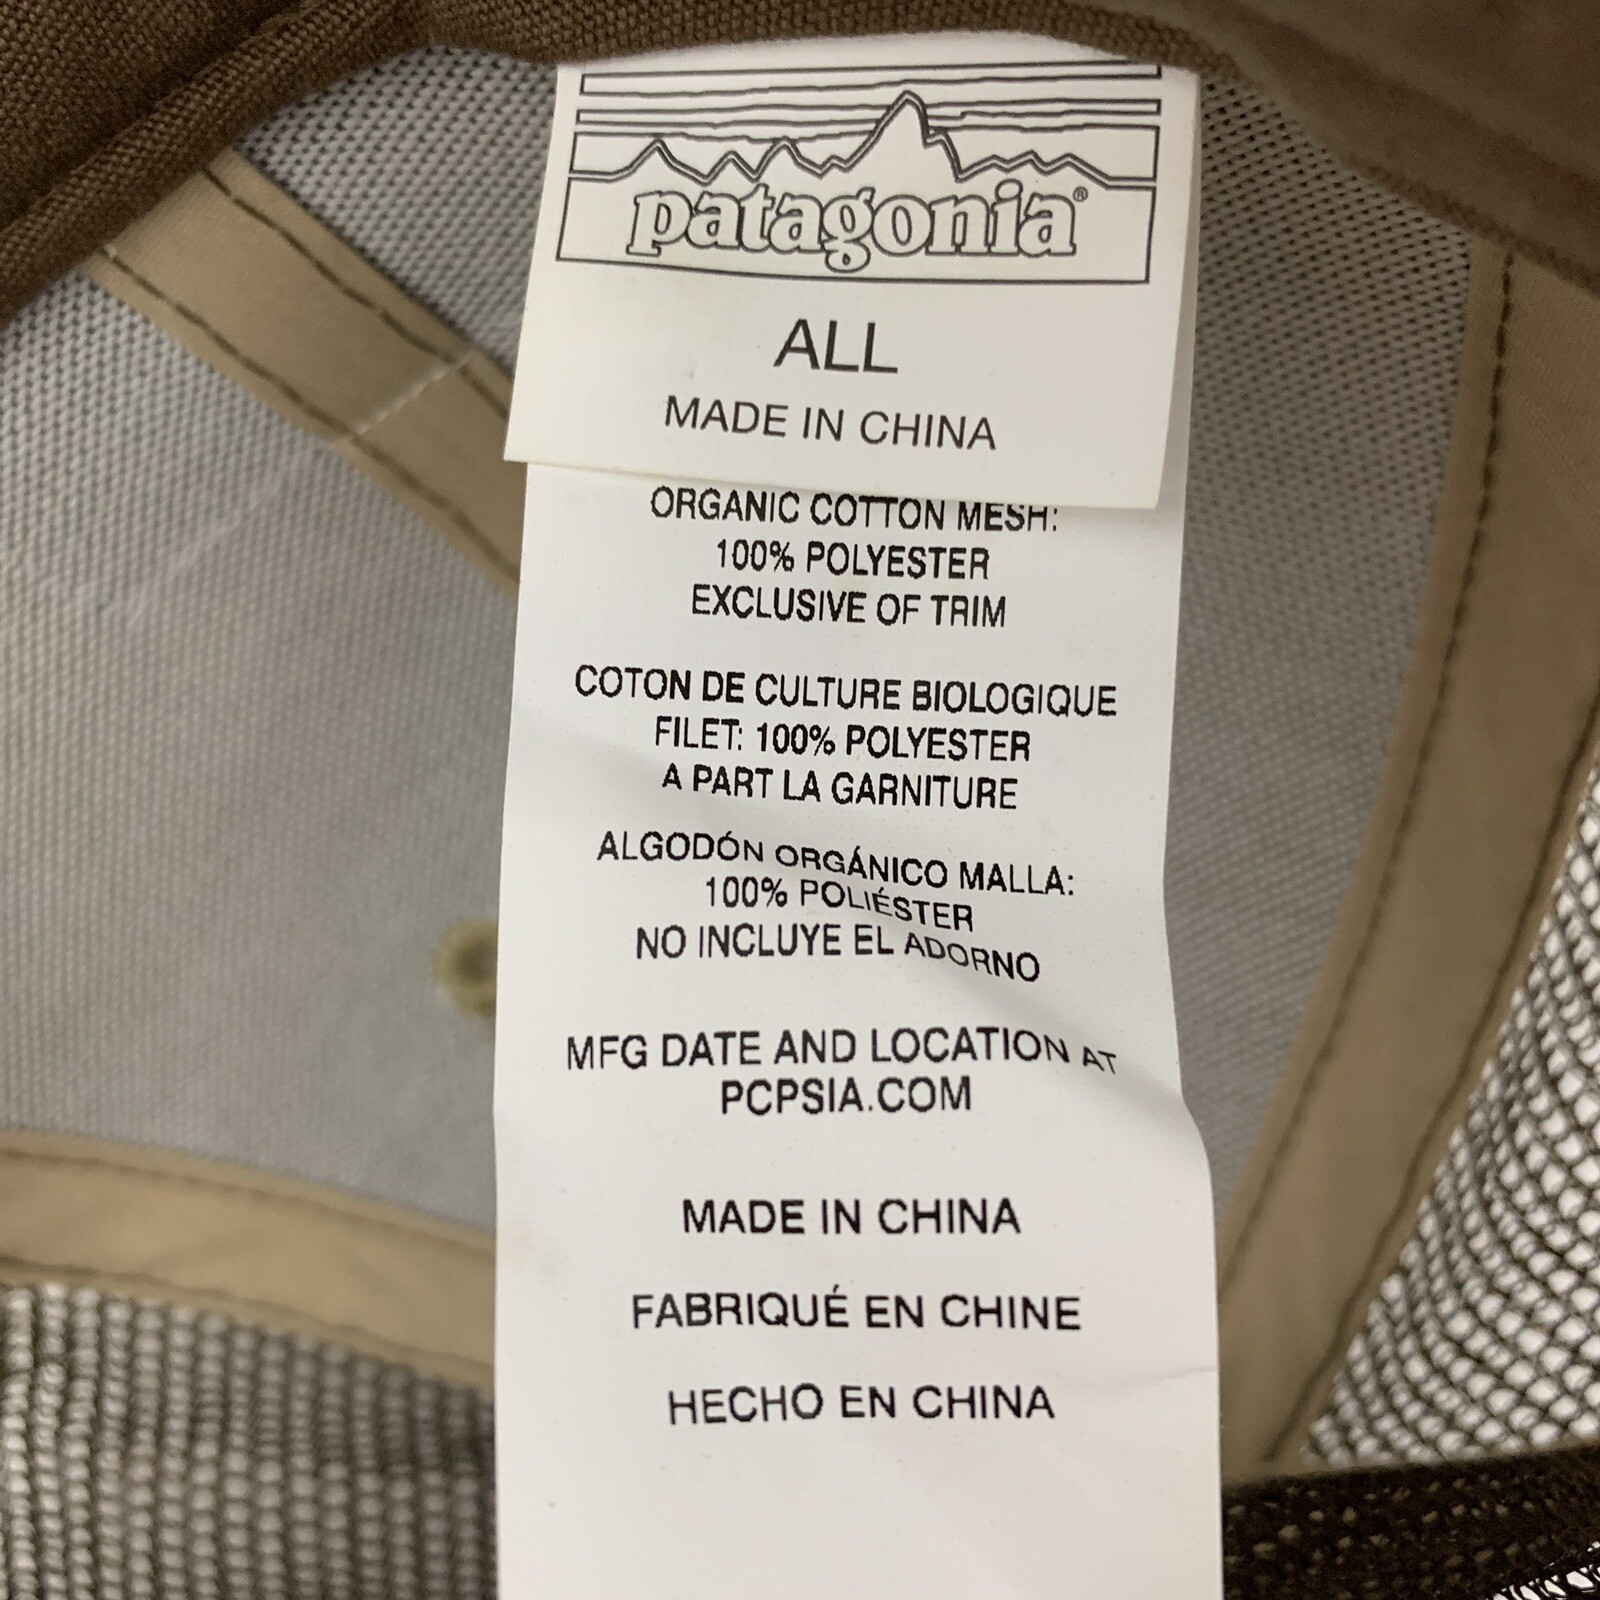 patagonia®
ALL
MADE IN CHINA
ORGANIC COTTON MESH:
100% POLYESTER
EXCLUSIVE OF TRIM
COTON DE CULTURE BIOLOGIQUE
FILET: 100% POLYESTER
A PART LA GARNITURE
ALGODÓN ORGÁNICO MALLA:
100% POLIÉSTER
NO INCLUYE EL ADORNO
MFG DATE AND LOCATION AT
PCPSIA.COM
MADE IN CHINA
FABRIQUÉ EN CHINE
HECHO EN CHINA